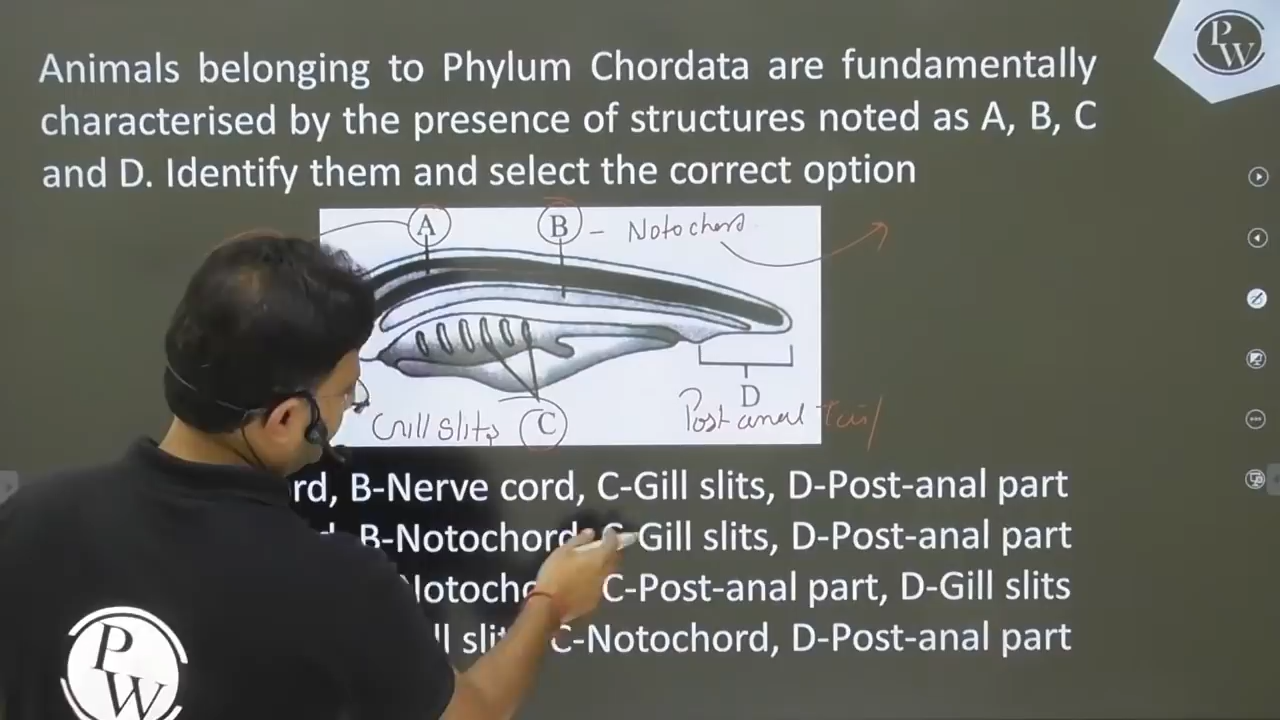 Animals belonging to Phylum Chordata are fundamentally
characterised by the presence of structures noted as A, B, C
and D. Identify them and select the correct option
PW
A
B - Notochord
D
Post anal Tail
Gill slits C
rd, B-Nerve cord, C-Gill slits, D-Post-anal part
B-Notochord C-Gill slits, D-Post-anal part
C-Post-anal part, D-Gill slits
C-Notochord, D-Post-anal part
PW